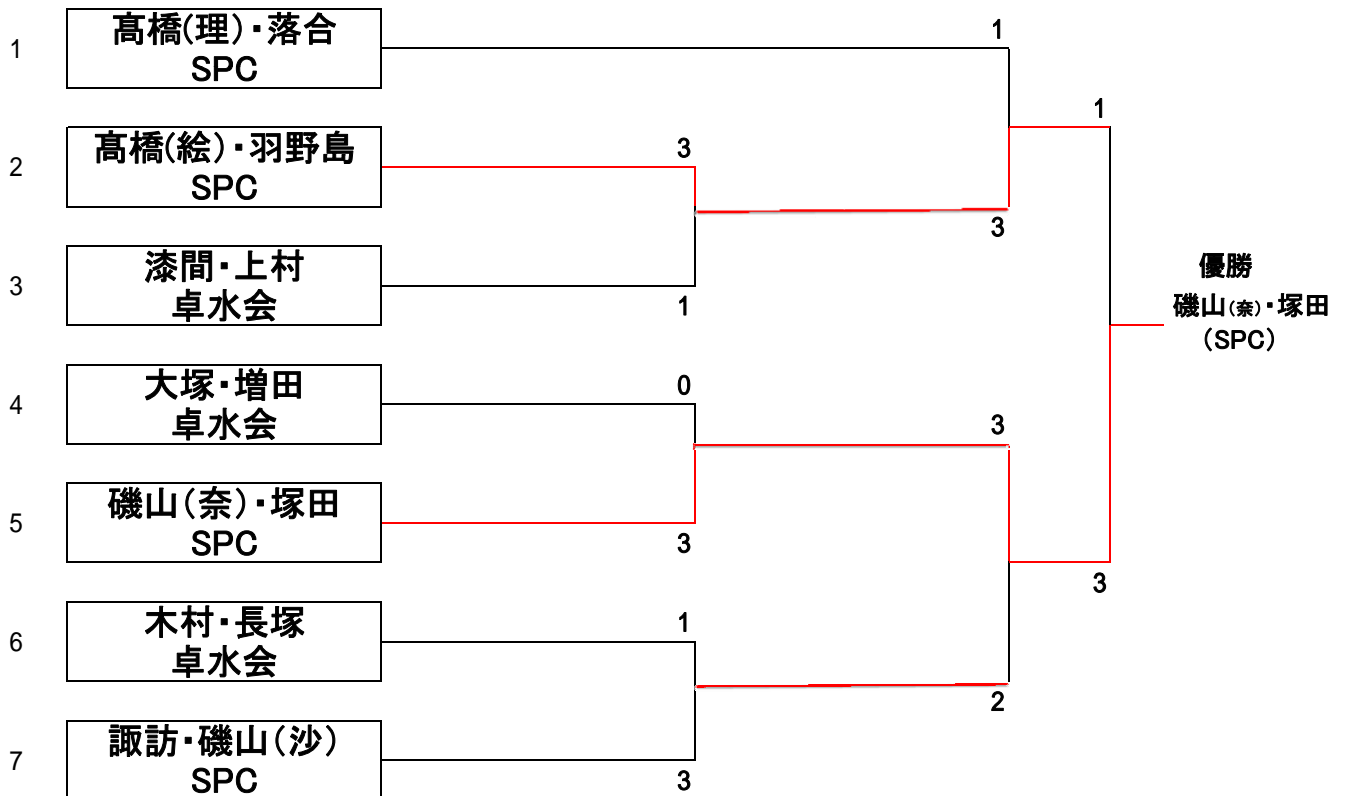 1
髙橋(理)・落合
SPC
1
1
2
髙橋(絵)・羽野島
SPC
3
3
3
漆間・上村
卓水会
1
優勝
磯山(奈)・塚田
(SPC)
4
大塚・増田
卓水会
0
3
5
磯山(奈)・塚田
SPC
3
3
6
木村・長塚
卓水会
1
2
7
諏訪・磯山(沙)
SPC
3